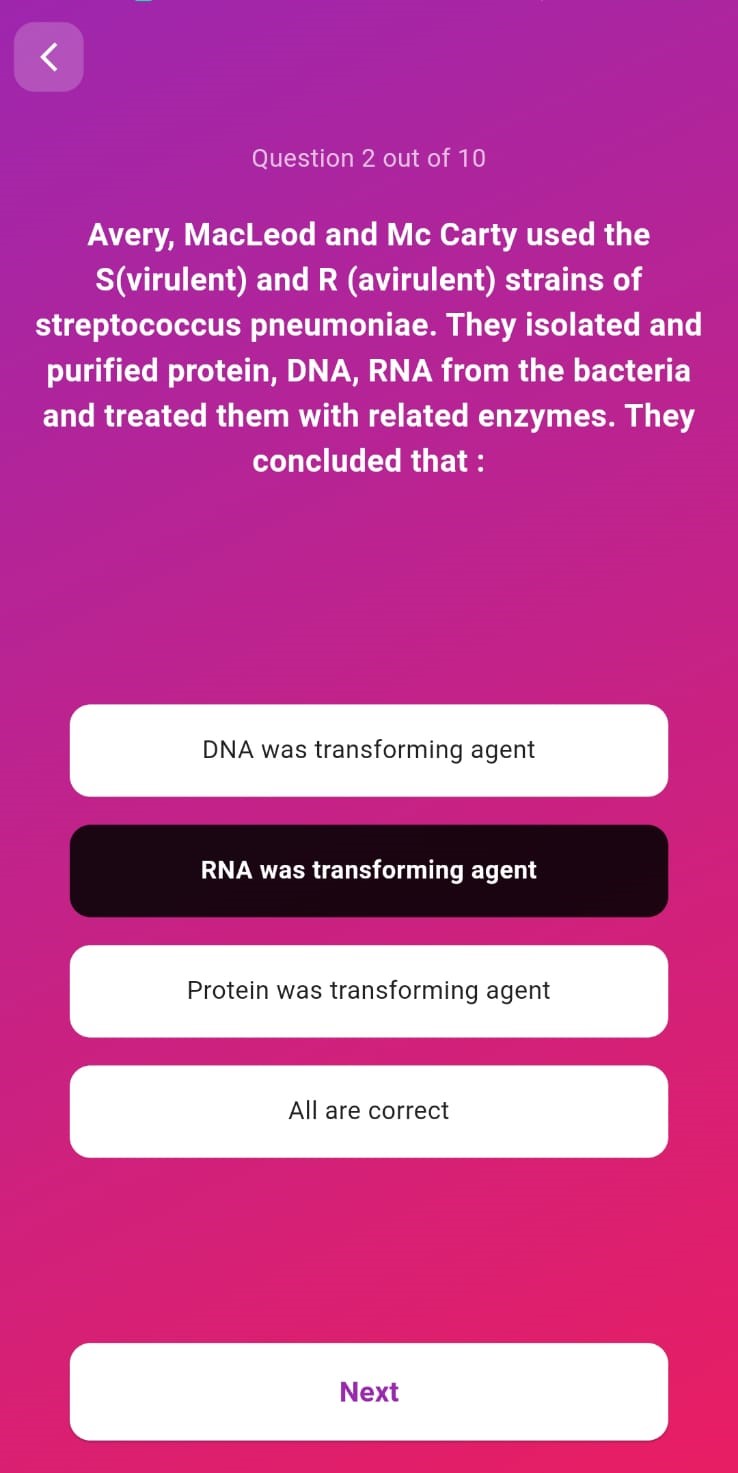 Question 2 out of 10
Avery, MacLeod and Mc Carty used the
S(virulent) and R (avirulent) strains of
streptococcus pneumoniae. They isolated and
purified protein, DNA, RNA from the bacteria
and treated them with related enzymes. They
concluded that :
DNA was transforming agent
RNA was transforming agent
Protein was transforming agent
All are correct
Next